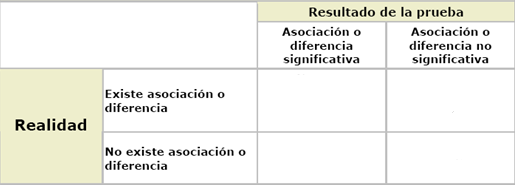 Resultado de la prueba
Asociación o
diferencia
significativa
Asociación o
diferencia no
significativa
Realidad
Existe asociación o
diferencia
No existe asociación o
diferencia